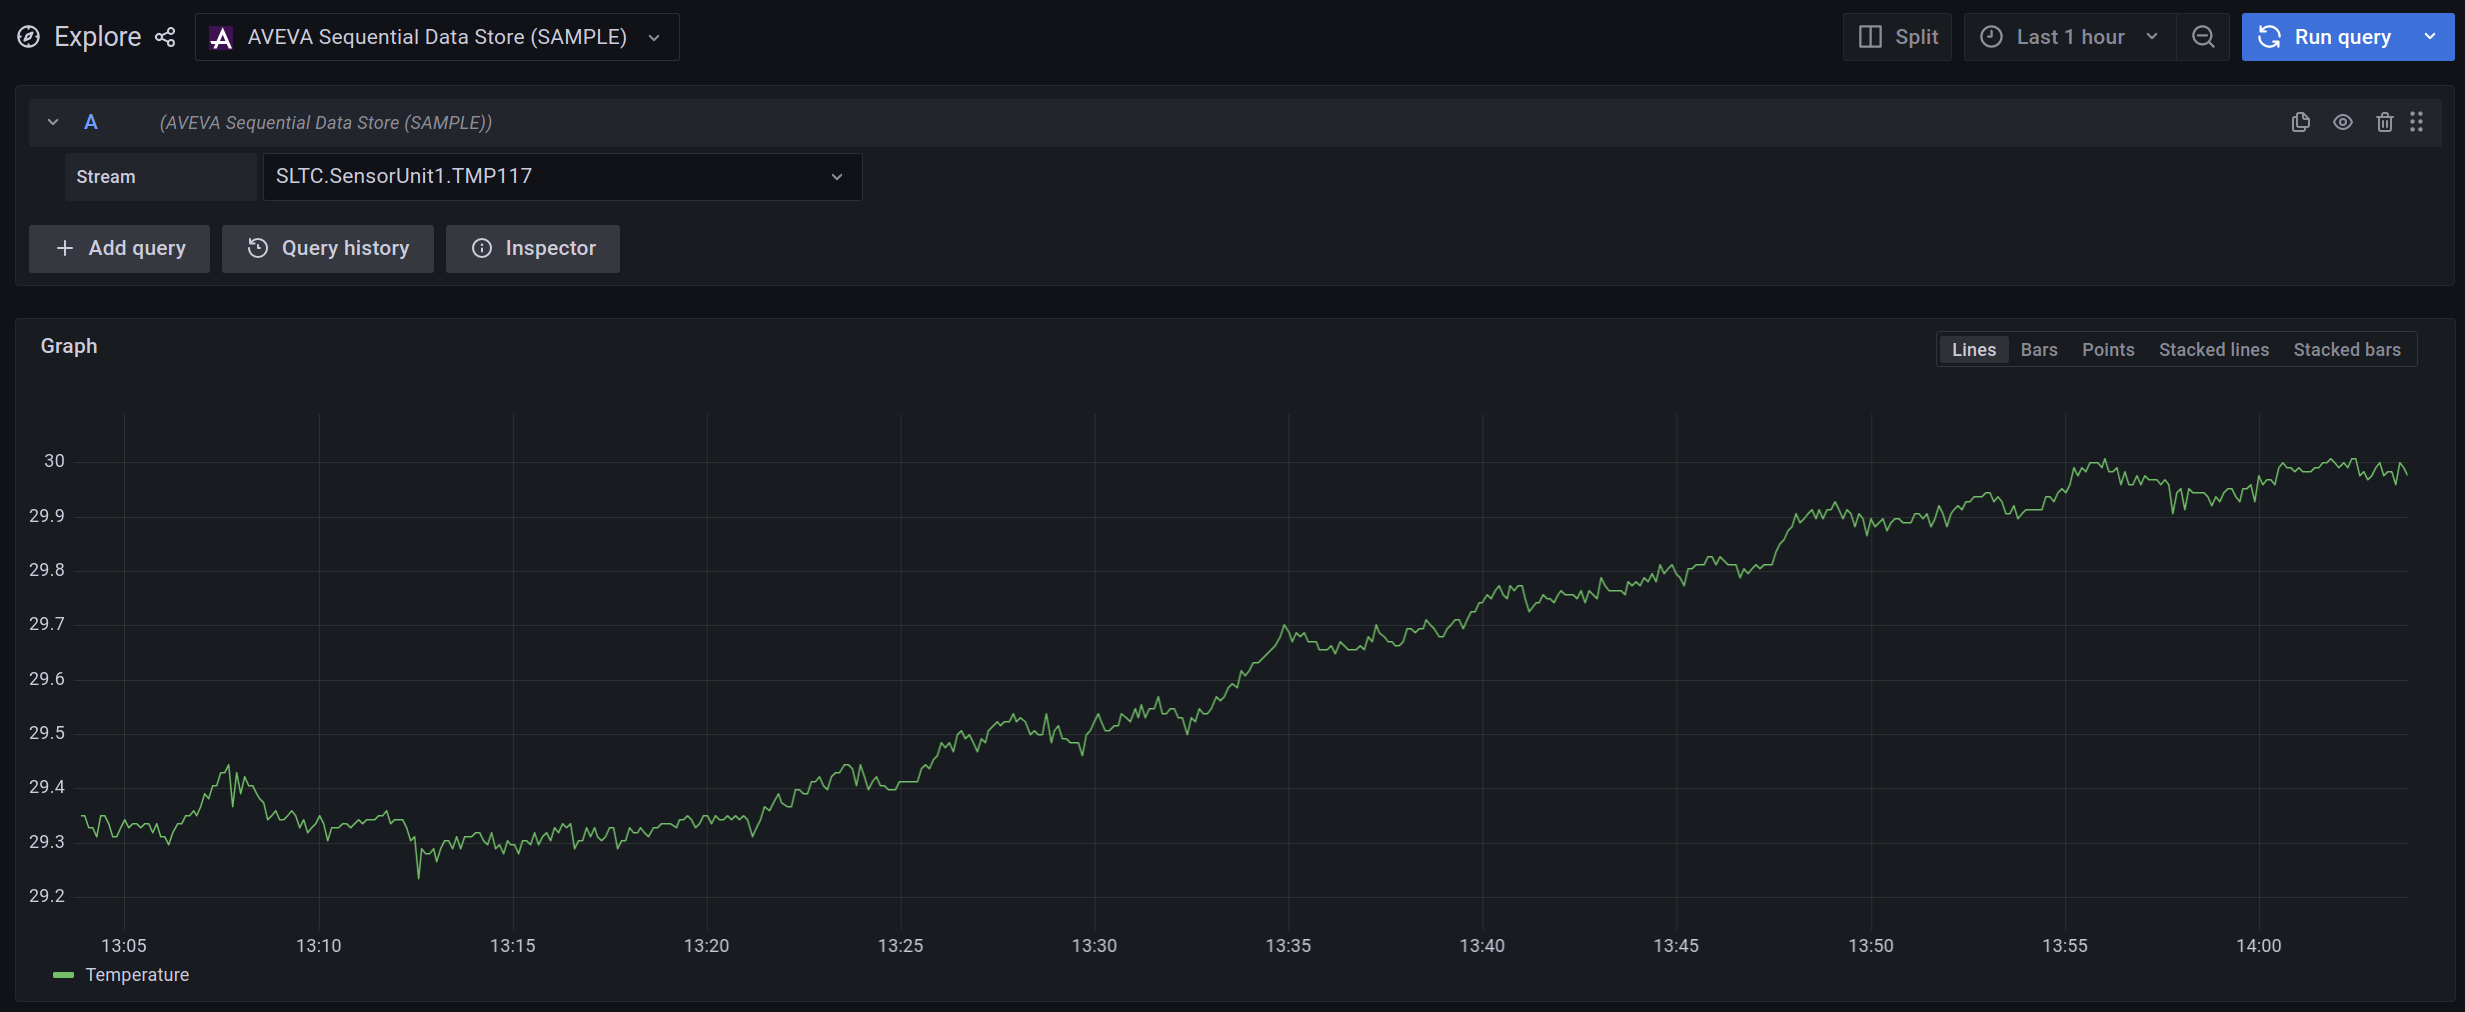 Explore AVEVA Sequential Data Store (SAMPLE) Split Last 1 hour Run query
A (AVEVA Sequential Data Store (SAMPLE))
Stream SLTC.SensorUnit1.TMP117
Add query Query history Inspector
Graph Lines Bars Points Stacked lines Stacked bars
30
29.9
29.8
29.7
29.6
29.5
29.4
29.3
29.2
13:05 13:10 13:15 13:20 13:25 13:30 13:35 13:40 13:45 13:50 13:55 14:00
Temperature